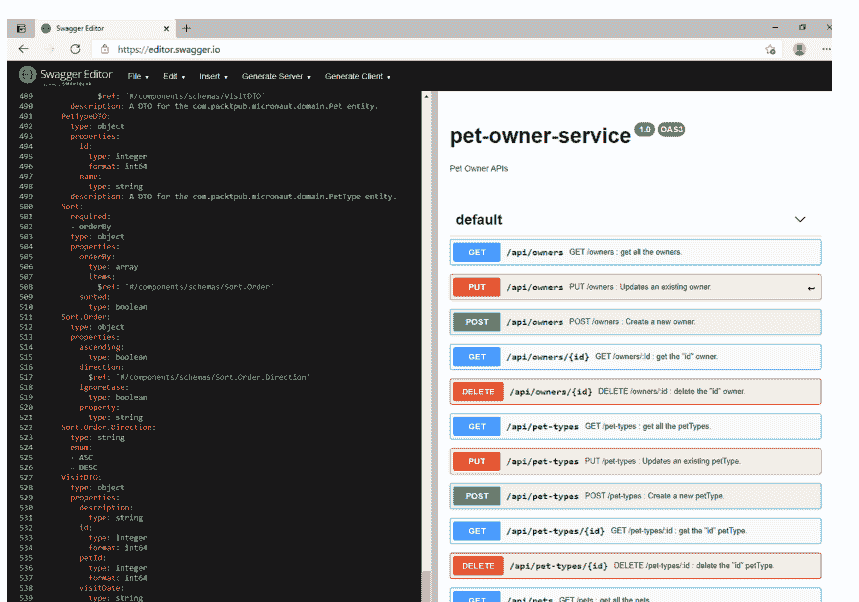 Swagger Editor
https://editor.swagger.io
Swagger Editor File Edit Insert Generate Server Generate Client
489 $ref: '#/components/schemas/VisitDTO'
490 description: A DTO for the com.packtpub.micronaut.domain.Pet entity.
491 PetTypeDTO:
492 type: object
493 properties:
494 id:
495 type: integer
496 format: int64
497 name:
498 type: string
499 description: A DTO for the com.packtpub.micronaut.domain.PetType entity.
500 Sort:
501 required:
502 - orderBy
503 type: object
504 properties:
505 orderBy:
506 type: array
507 items:
508 $ref: '#/components/schemas/Sort.Order'
509 sorted:
510 type: boolean
511 Sort.Order:
512 type: object
513 properties:
514 ascending:
515 type: boolean
516 direction:
517 $ref: '#/components/schemas/Sort.Order.Direction'
518 ignoreCase:
519 type: boolean
520 property:
521 type: string
522 Sort.Order.Direction:
523 type: string
524 enum:
525 - ASC
526 - DESC
527 VisitDTO:
528 type: object
529 properties:
530 description:
531 type: string
532 id:
533 type: integer
534 format: int64
535 petId:
536 type: integer
537 format: int64
538 visitDate:
539 type: string
pet-owner-service 1.0 OAS3
Pet Owner APIs
default
GET /api/owners GET /owners : get all the owners.
PUT /api/owners PUT /owners : Updates an existing owner.
POST /api/owners POST /owners : Create a new owner.
GET /api/owners/{id} GET /owners/:id : get the "id" owner.
DELETE /api/owners/{id} DELETE /owners/:id : delete the "id" owner.
GET /api/pet-types GET /pet-types : get all the petTypes.
PUT /api/pet-types PUT /pet-types : Updates an existing petType.
POST /api/pet-types POST /pet-types : Create a new petType.
GET /api/pet-types/{id} GET /pet-types/:id : get the "id" petType.
DELETE /api/pet-types/{id} DELETE /pet-types/:id : delete the "id" petType.
GET /api/pets GET /pets : get all the pets.